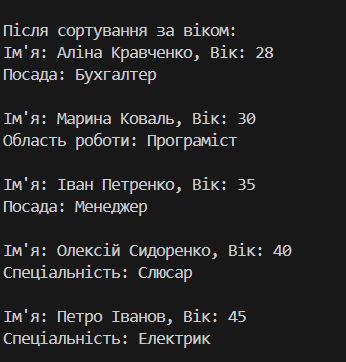 Після сортування за віком:
Ім'я: Аліна Кравченко, Вік: 28
Посада: Бухгалтер
Ім'я: Марина Коваль, Вік: 30
Область роботи: Програміст
Ім'я: Іван Петренко, Вік: 35
Посада: Менеджер
Ім'я: Олексій Сидоренко, Вік: 40
Спеціальність: Слюсар
Ім'я: Петро Іванов, Вік: 45
Спеціальність: Електрик